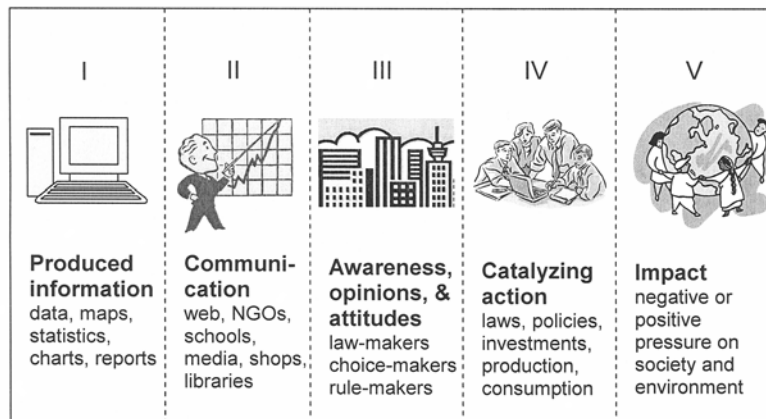 I
II
III
IV
V
Produced
information
data, maps,
statistics,
charts, reports
Communi-
cation
web, NGOs,
schools,
media, shops,
libraries
Awareness,
opinions, &
attitudes
law-makers
choice-makers
rule-makers
Catalyzing
action
laws, policies,
investments,
production,
consumption
Impact
negative or
positive
pressure on
society and
environment